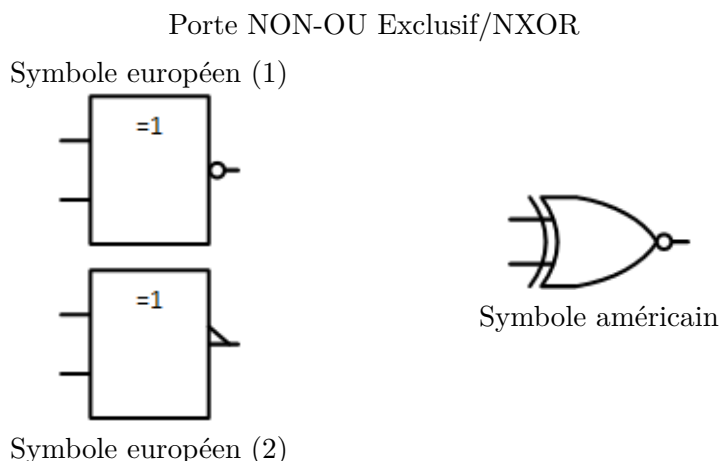 Porte NON-OU Exclusif/NXOR
Symbole européen (1)
=1
=1
Symbole américain
Symbole européen (2)